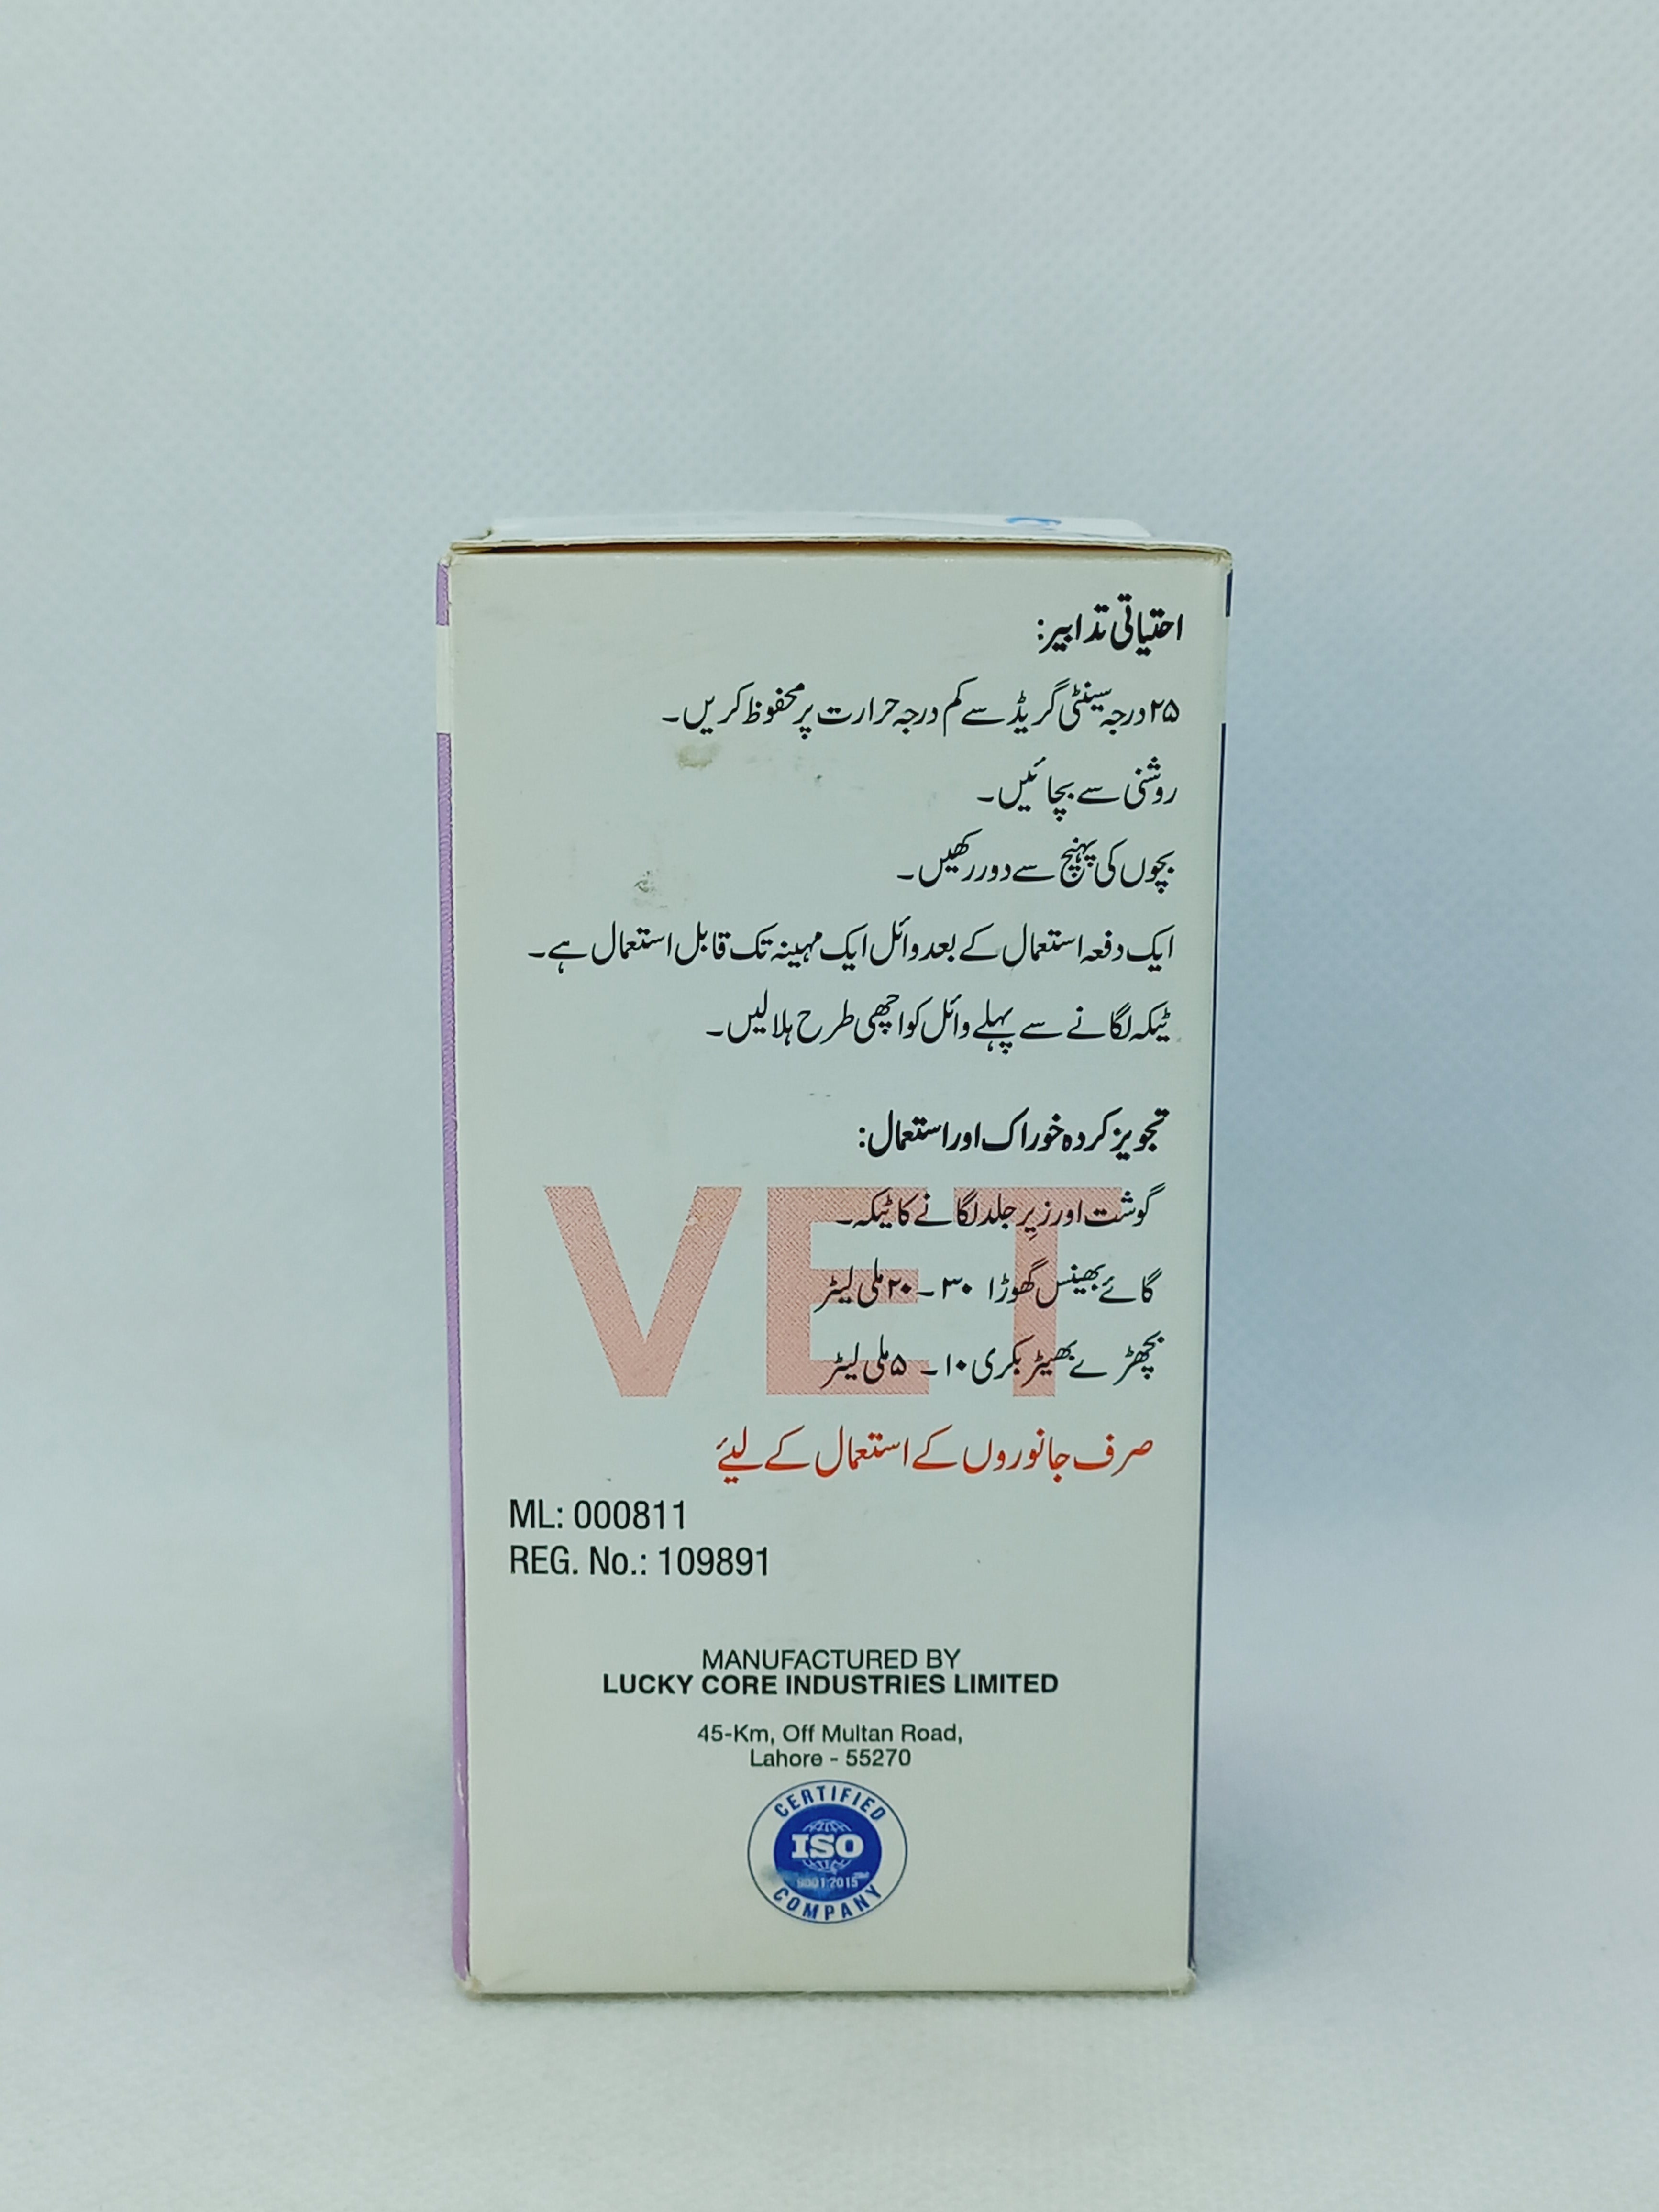 احتیاتی تدابیر:
۲۵ درجہ سینٹی گریڈ سے کم درجہ حرارت پر محفوظ کریں۔
روشنی سے بچائیں۔
بچوں کی پہنچ سے دور رکھیں۔
ایک دفعہ استعمال کے بعد وائل ایک مہینہ تک قابل استعمال ہے۔
ٹیکہ لگانے سے پہلے وائل کو اچھی طرح ہلا لیں۔
تجویز کردہ خوراک اور استعمال:
گوشت اور زیرِ جلد لگانے کا ٹیکہ۔
گائے بھینس گھوڑا ۳۰ - ۲۰ ملی لیٹر
بچھڑے بھیڑ بکری ۱۰ - ۵ ملی لیٹر
VET
صرف جانوروں کے استعمال کے لیئے
ML: 000811
REG. No.: 109891
MANUFACTURED BY
LUCKY CORE INDUSTRIES LIMITED
45-Km, Off Multan Road,
Lahore - 55270
CERTIFIED
ISO
9001:2015
COMPANY